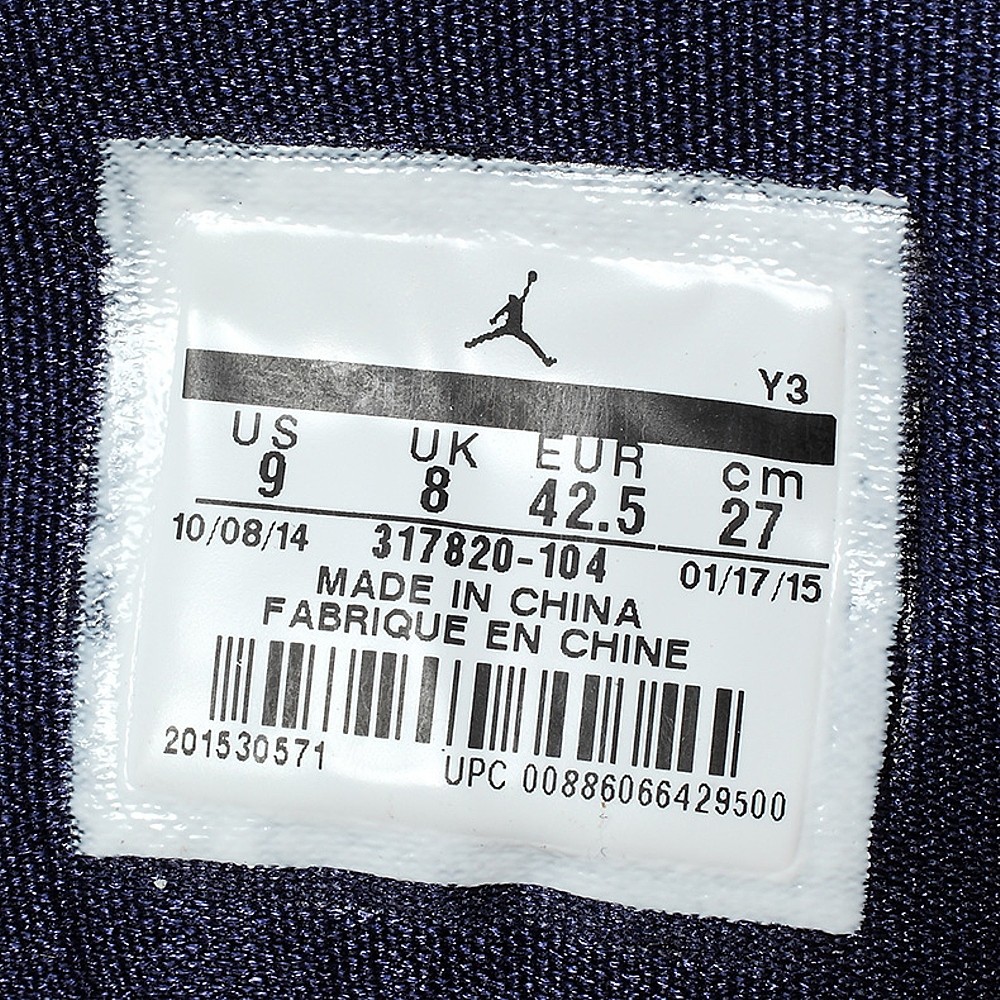 Y3
US UK EUR cm
9 8 42.5 27
10/08/14 317820-104 01/17/15
MADE IN CHINA
FABRIQUE EN CHINE
201530571 UPC 00886066429500